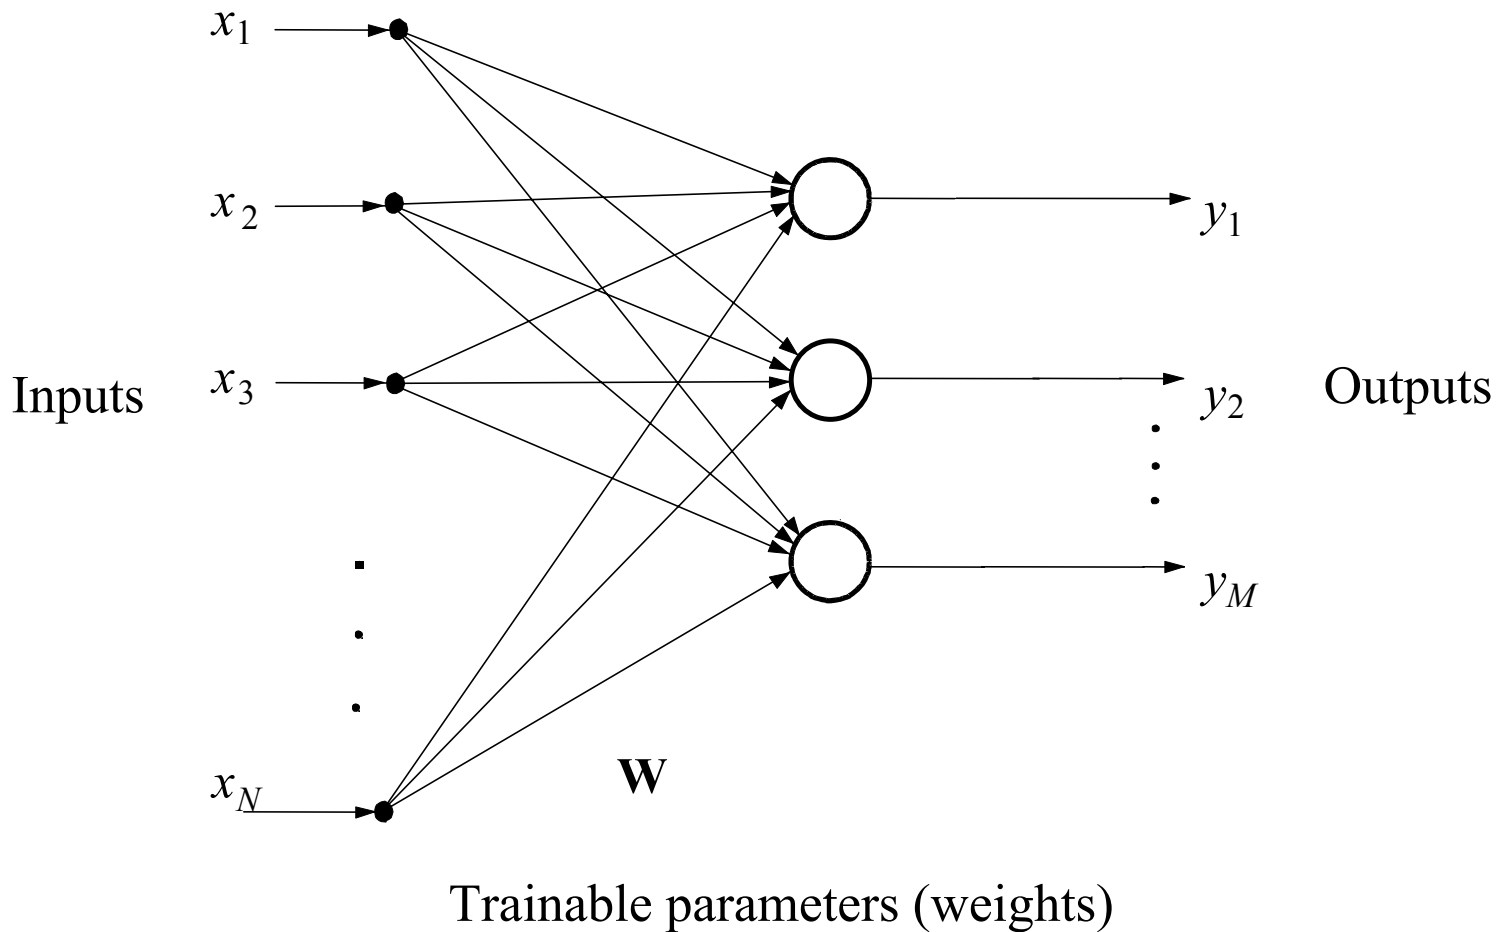 x1
x2
y1
x3
Inputs
Outputs
y2
yM
W
xN
Trainable parameters (weights)